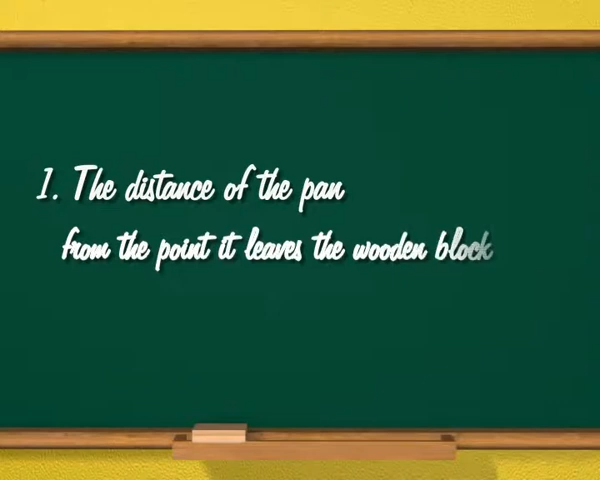 1. The distance of the pan
from the point it leaves the wooden block